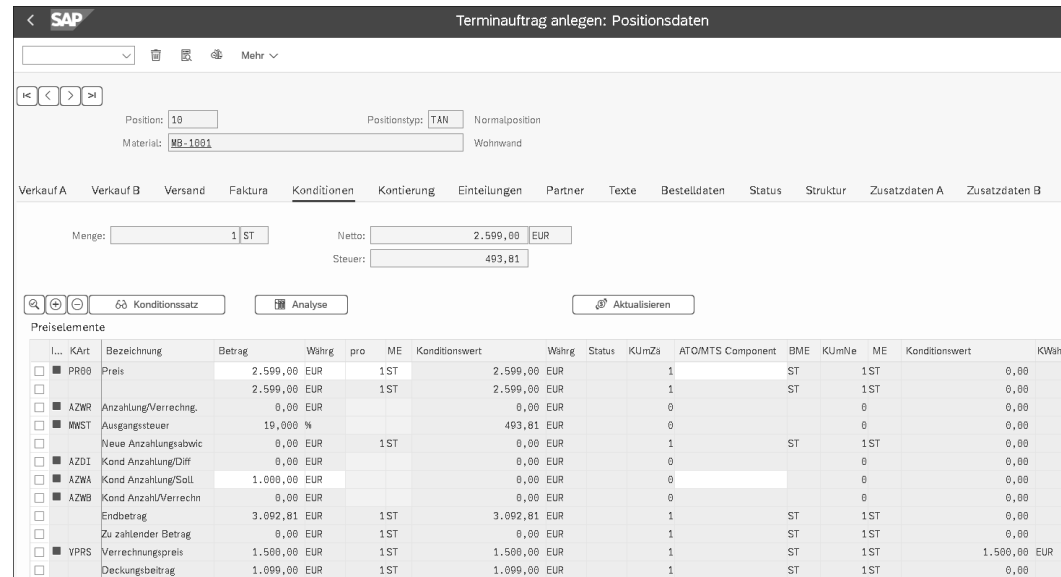 SAP Terminauftrag anlegen: Positionsdaten
Mehr
Position: 10 Positionstyp: TAN Normalposition
Material: MB-1001 Wohnwand
Verkauf A Verkauf B Versand Faktura Konditionen Kontierung Einteilungen Partner Texte Bestelldaten Status Struktur Zusatzdaten A Zusatzdaten B
Menge: 1 ST Netto: 2.599,00 EUR
Steuer: 493,81
Konditionssatz Analyse Aktualisieren
Preiselemente
I... KArt Bezeichnung Betrag Währg pro ME Konditionswert Währg Status KUmZä ATO/MTS Component BME KUmNe ME Konditionswert KWäh
PR00 Preis 2.599,00 EUR 1 ST 2.599,00 EUR 1 ST 1 ST 0,00
2.599,00 EUR 1 ST 2.599,00 EUR 1 ST 1 ST 0,00
AZWR Anzahlung/Verrechng. 0,00 EUR 0,00 EUR 0 0 0,00
MWST Ausgangssteuer 19,000 % 493,81 EUR 0 0 0,00
Neue Anzahlungsabwic 0,00 EUR 1 ST 0,00 EUR 1 ST 1 ST 0,00
AZDI Kond Anzahlung/Diff 0,00 EUR 0,00 EUR 0 0 0,00
AZWA Kond Anzahlung/Soll 1.000,00 EUR 0,00 EUR 0 0 0,00
AZWB Kond Anzahl/Verrechn 0,00 EUR 0,00 EUR 0 0 0,00
Endbetrag 3.092,81 EUR 1 ST 3.092,81 EUR 1 ST 1 ST 0,00
Zu zahlender Betrag 0,00 EUR 1 ST 0,00 EUR 1 ST 1 ST 0,00
VPRS Verrechnungspreis 1.500,00 EUR 1 ST 1.500,00 EUR 1 ST 1 ST 1.500,00 EUR
Deckungsbeitrag 1.099,00 EUR 1 ST 1.099,00 EUR 1 ST 1 ST 0,00